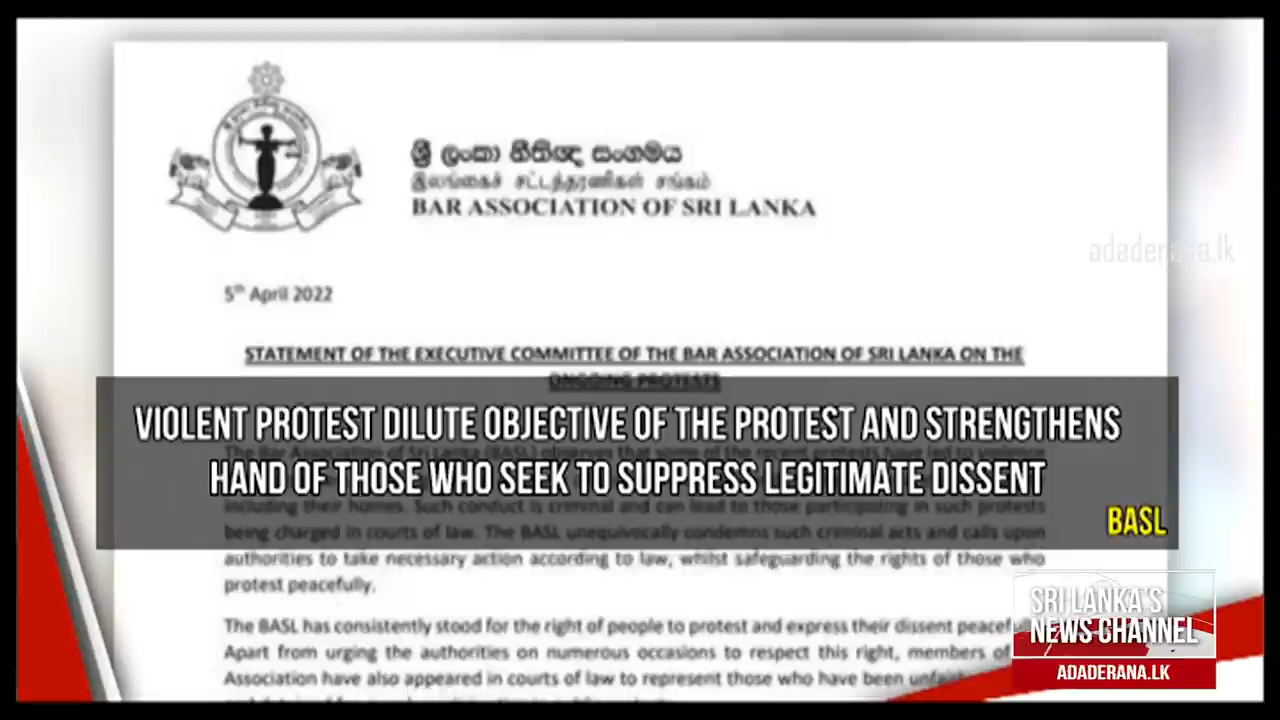 ශ්‍රී ලංකා නීතිඥ සංගමය
இலங்கைச் சட்டத்தரணிகள் சங்கம்
BAR ASSOCIATION OF SRI LANKA
adaderana.lk
5th April 2022
STATEMENT OF THE EXECUTIVE COMMITTEE OF THE BAR ASSOCIATION OF SRI LANKA ON THE
ONGOING PROTESTS
VIOLENT PROTEST DILUTE OBJECTIVE OF THE PROTEST AND STRENGTHENS
HAND OF THOSE WHO SEEK TO SUPPRESS LEGITIMATE DISSENT
BASL
including their homes. Such conduct is criminal and can lead to those participating in such protests
being charged in courts of law. The BASL unequivocally condemns such criminal acts and calls upon
authorities to take necessary action according to law, whilst safeguarding the rights of those who
protest peacefully.
The BASL has consistently stood for the right of people to protest and express their dissent
Apart from urging the authorities on numerous occasions to respect this right, members of
Association have also appeared in courts of law to represent those who have been
SRI LANKA'S
NEWS CHANNEL
ADADERANA.LK